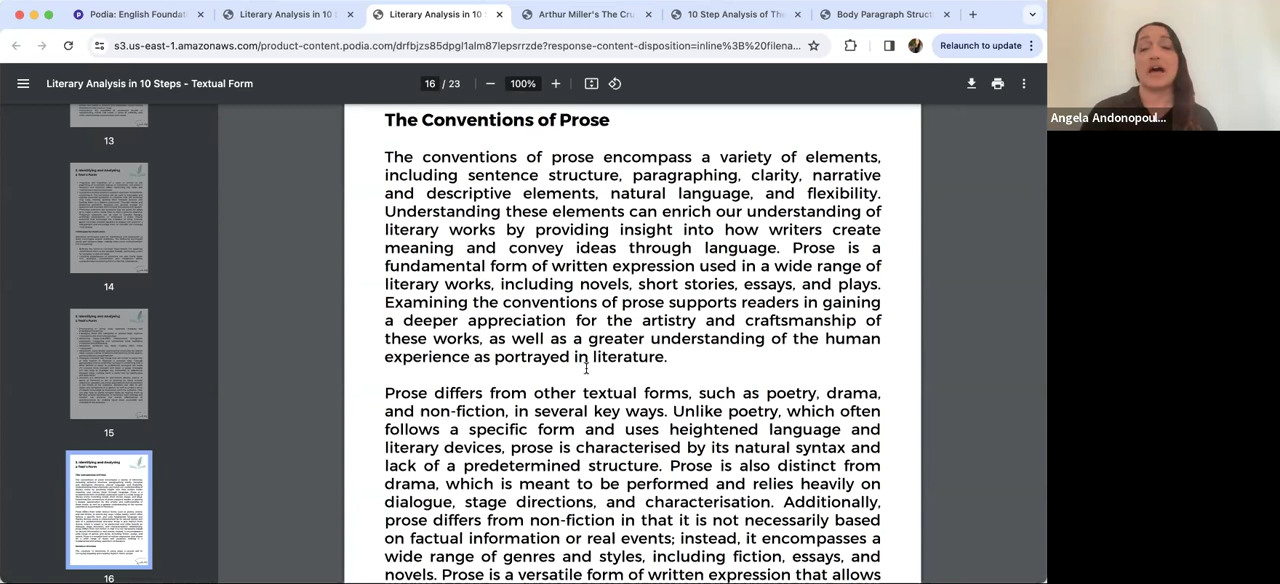 Podia: English Foundati
Literary Analysis in 10
Literary Analysis in 10
Arthur Miller's The Cru
10 Step Analysis of The
Body Paragraph Struct
s3.us-east-1.amazonaws.com/product-content.podia.com/drfbjzs85dpgl1alm87lepsrrzde?response-content-disposition=inline%3B%20filena...
Relaunch to update
Literary Analysis in 10 Steps - Textual Form
16 / 23
100%
Angela Andonopoul...
13
14
15
16
The Conventions of Prose
The conventions of prose encompass a variety of elements,
including sentence structure, paragraphing, clarity, narrative
and descriptive elements, natural language, and flexibility.
Understanding these elements can enrich our understanding of
literary works by providing insight into how writers create
meaning and convey ideas through language. Prose is a
fundamental form of written expression used in a wide range of
literary works, including novels, short stories, essays, and plays.
Examining the conventions of prose supports readers in gaining
a deeper appreciation for the artistry and craftsmanship of
these works, as well as a greater understanding of the human
experience as portrayed in literature.
Prose differs from other textual forms, such as poetry, drama,
and non-fiction, in several key ways. Unlike poetry, which often
follows a specific form and uses heightened language and
literary devices, prose is characterised by its natural syntax and
lack of a predetermined structure. Prose is also distinct from
drama, which is meant to be performed and relies heavily on
dialogue, stage directions, and characterisation. Additionally,
prose differs from non-fiction in that it is not necessarily based
on factual information or real events; instead, it encompasses a
wide range of genres and styles, including fiction, essays, and
novels. Prose is a versatile form of written expression that allows